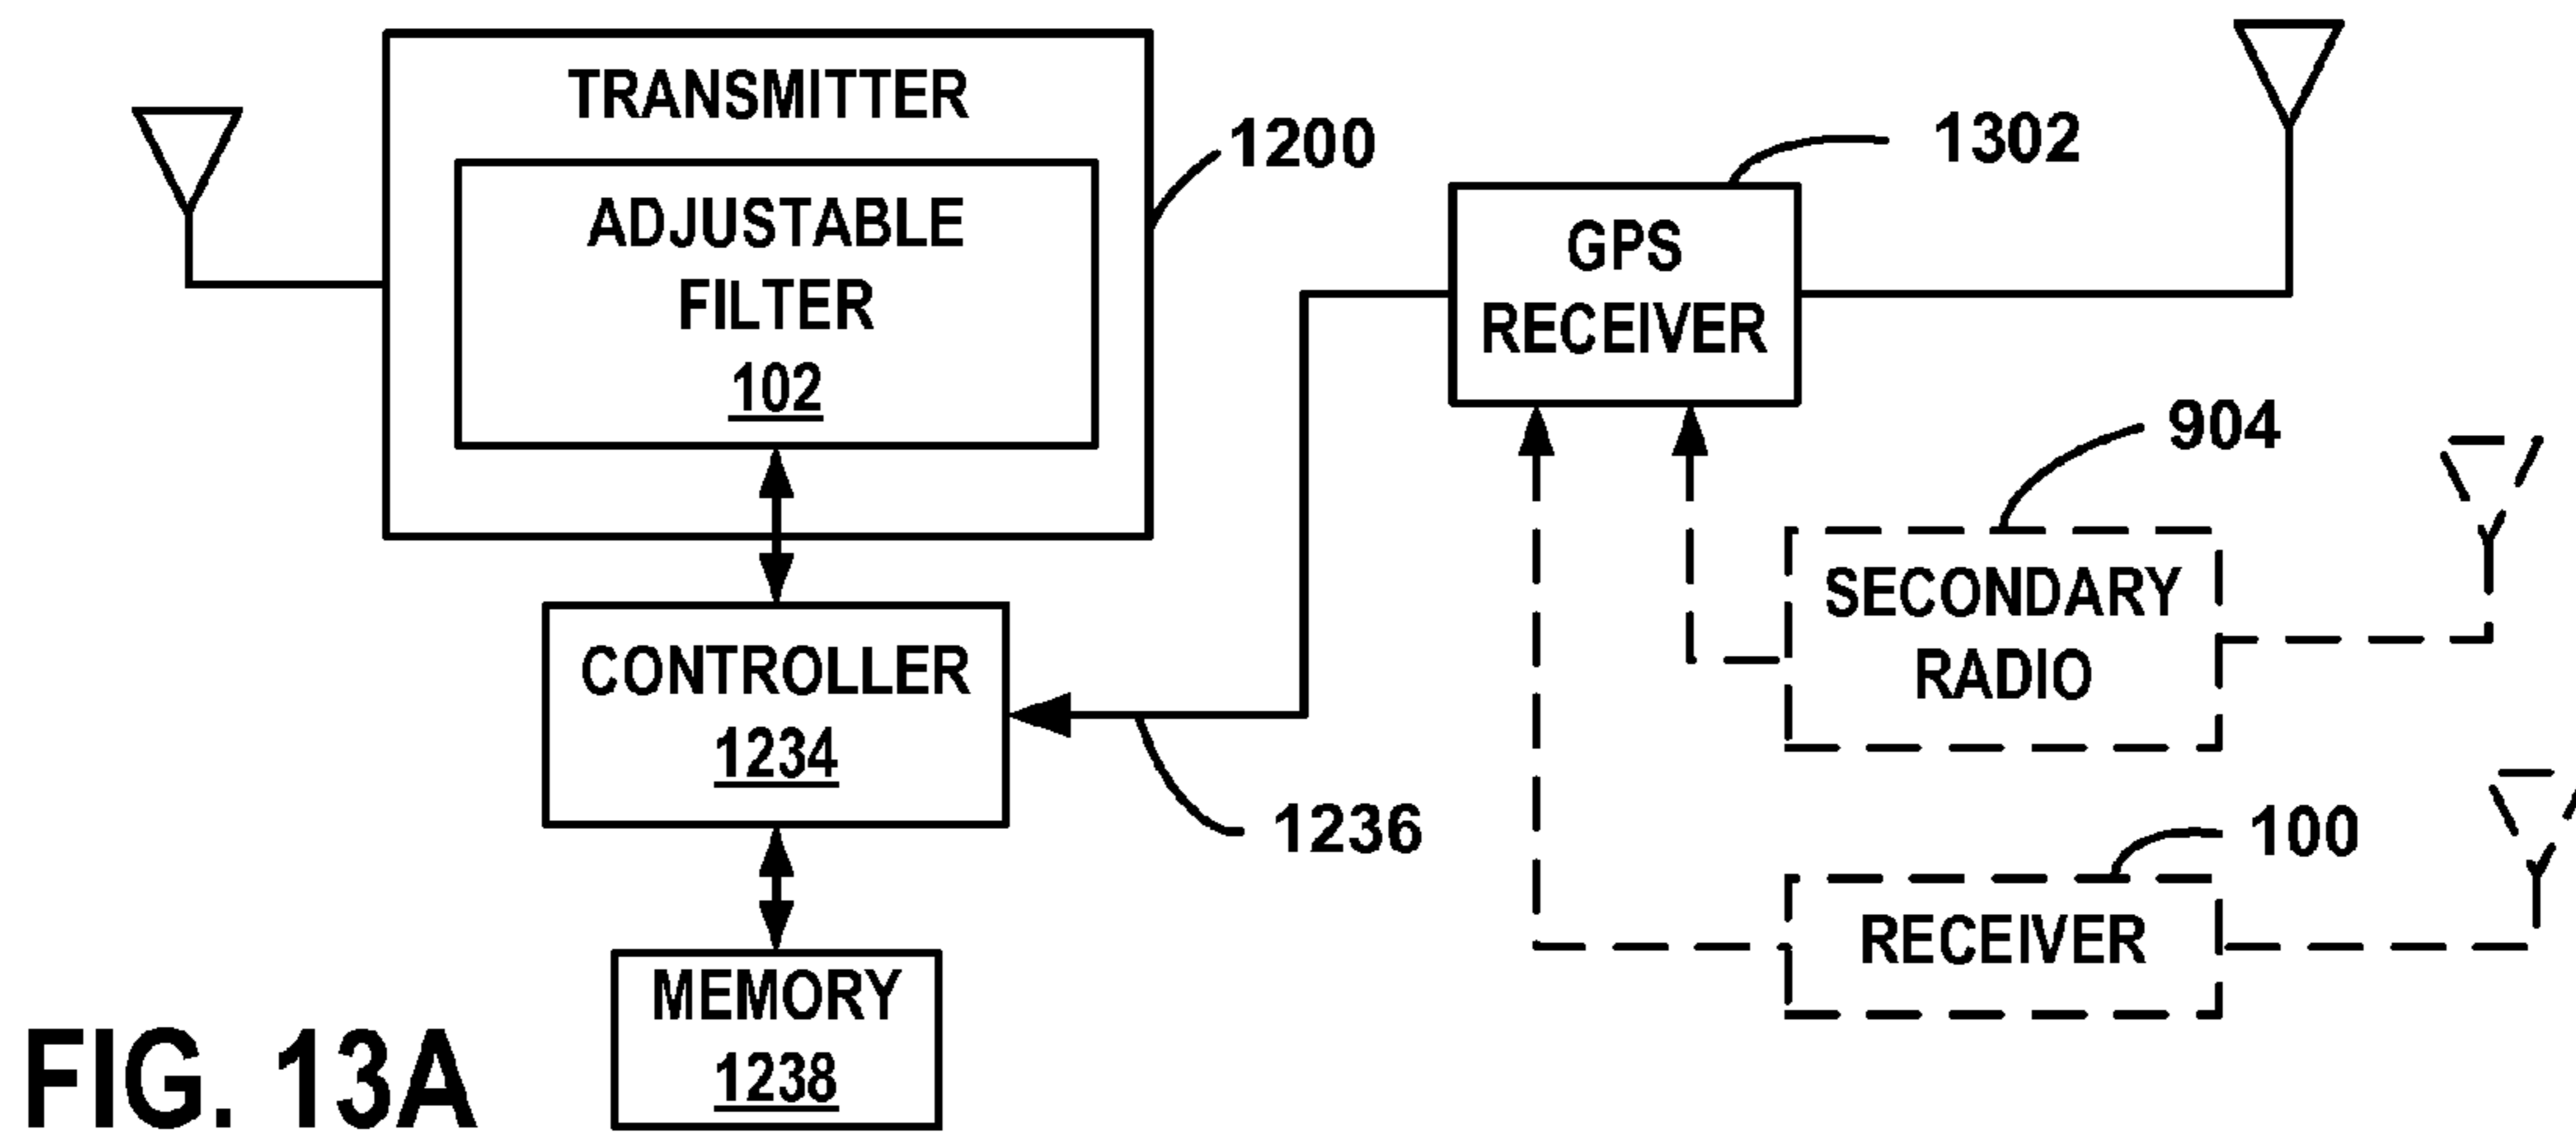 TRANSMITTER
ADJUSTABLE
FILTER
102
1200
1302
GPS
RECEIVER
904
SECONDARY
RADIO
CONTROLLER
1234
1236
100
RECEIVER
MEMORY
1238
FIG. 13A